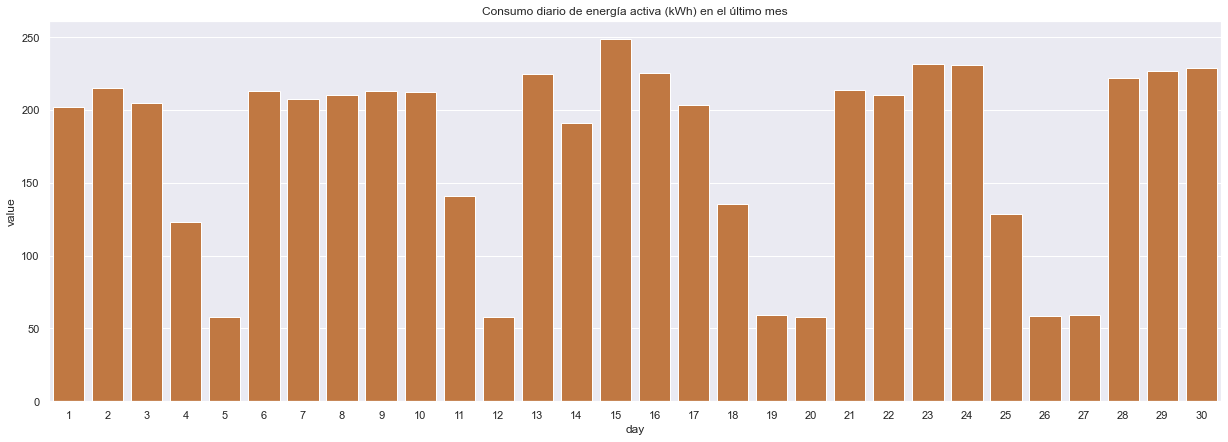 Consumo diario de energía activa (kWh) en el último mes
250
200
150
100
50
0
value
1 2 3 4 5 6 7 8 9 10 11 12 13 14 15 16 17 18 19 20 21 22 23 24 25 26 27 28 29 30
day